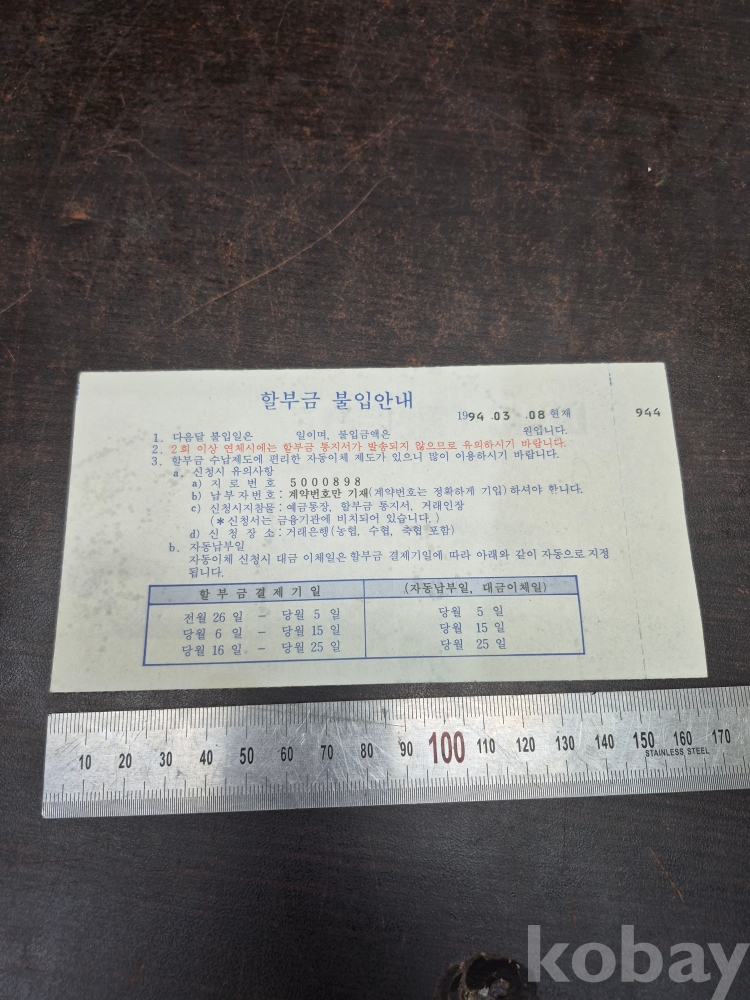 할부금 불입안내
1994.03 .08 현재
944
1. 다음달 불입일은 일이며, 불입금액은 원입니다.
2. 2회 이상 연체시에는 할부금 통지서가 발송되지 않으므로 유의하시기 바랍니다.
3. 할부금 수납제도에 편리한 자동이체 제도가 있으니 많이 이용하시기 바랍니다.
a. 신청시 유의사항
a) 지로번호 5000898
b) 납부자번호 : 계약번호만 기재(계약번호는 정확하게 기입)하셔야 합니다.
c) 신청시지참물 : 예금통장, 할부금 통지서, 거래인장
(*신청서는 금융기관에 비치되어 있습니다.)
d) 신청장소 : 거래은행(농협, 수협, 축협 포함)
b. 자동납부일
자동이체 신청시 대금 이체일은 할부금 결제기일에 따라 아래와 같이 자동으로 지정
됩니다.
할부금결제기일 (자동납부일, 대금이체일)
전월 26 일 - 당월 5 일 당월 5 일
당월 6 일 - 당월 15 일 당월 15 일
당월 16 일 - 당월 25 일 당월 25 일
10 20 30 40 50 60 70 80 90 100 110 120 130 140 150 160 170
STAINLESS STEEL
kobay